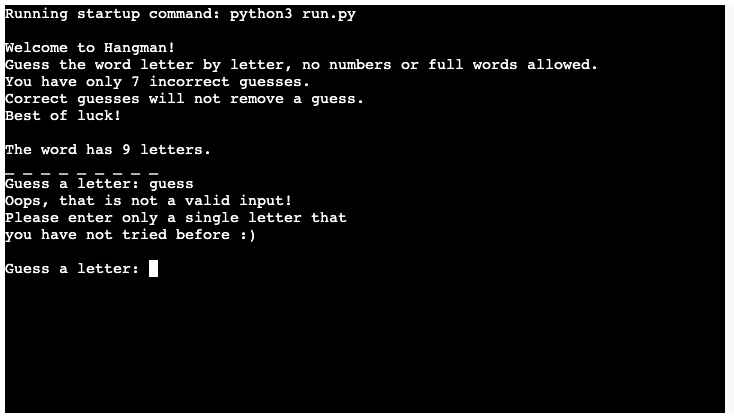 Running startup command: python3 run.py
Welcome to Hangman!
Guess the word letter by letter, no numbers or full words allowed.
You have only 7 incorrect guesses.
Correct guesses will not remove a guess.
Best of luck!
The word has 9 letters.
_ _ _ _ _ _ _ _ _
Guess a letter: guess
Oops, that is not a valid input!
Please enter only a single letter that
you have not tried before :)
Guess a letter: